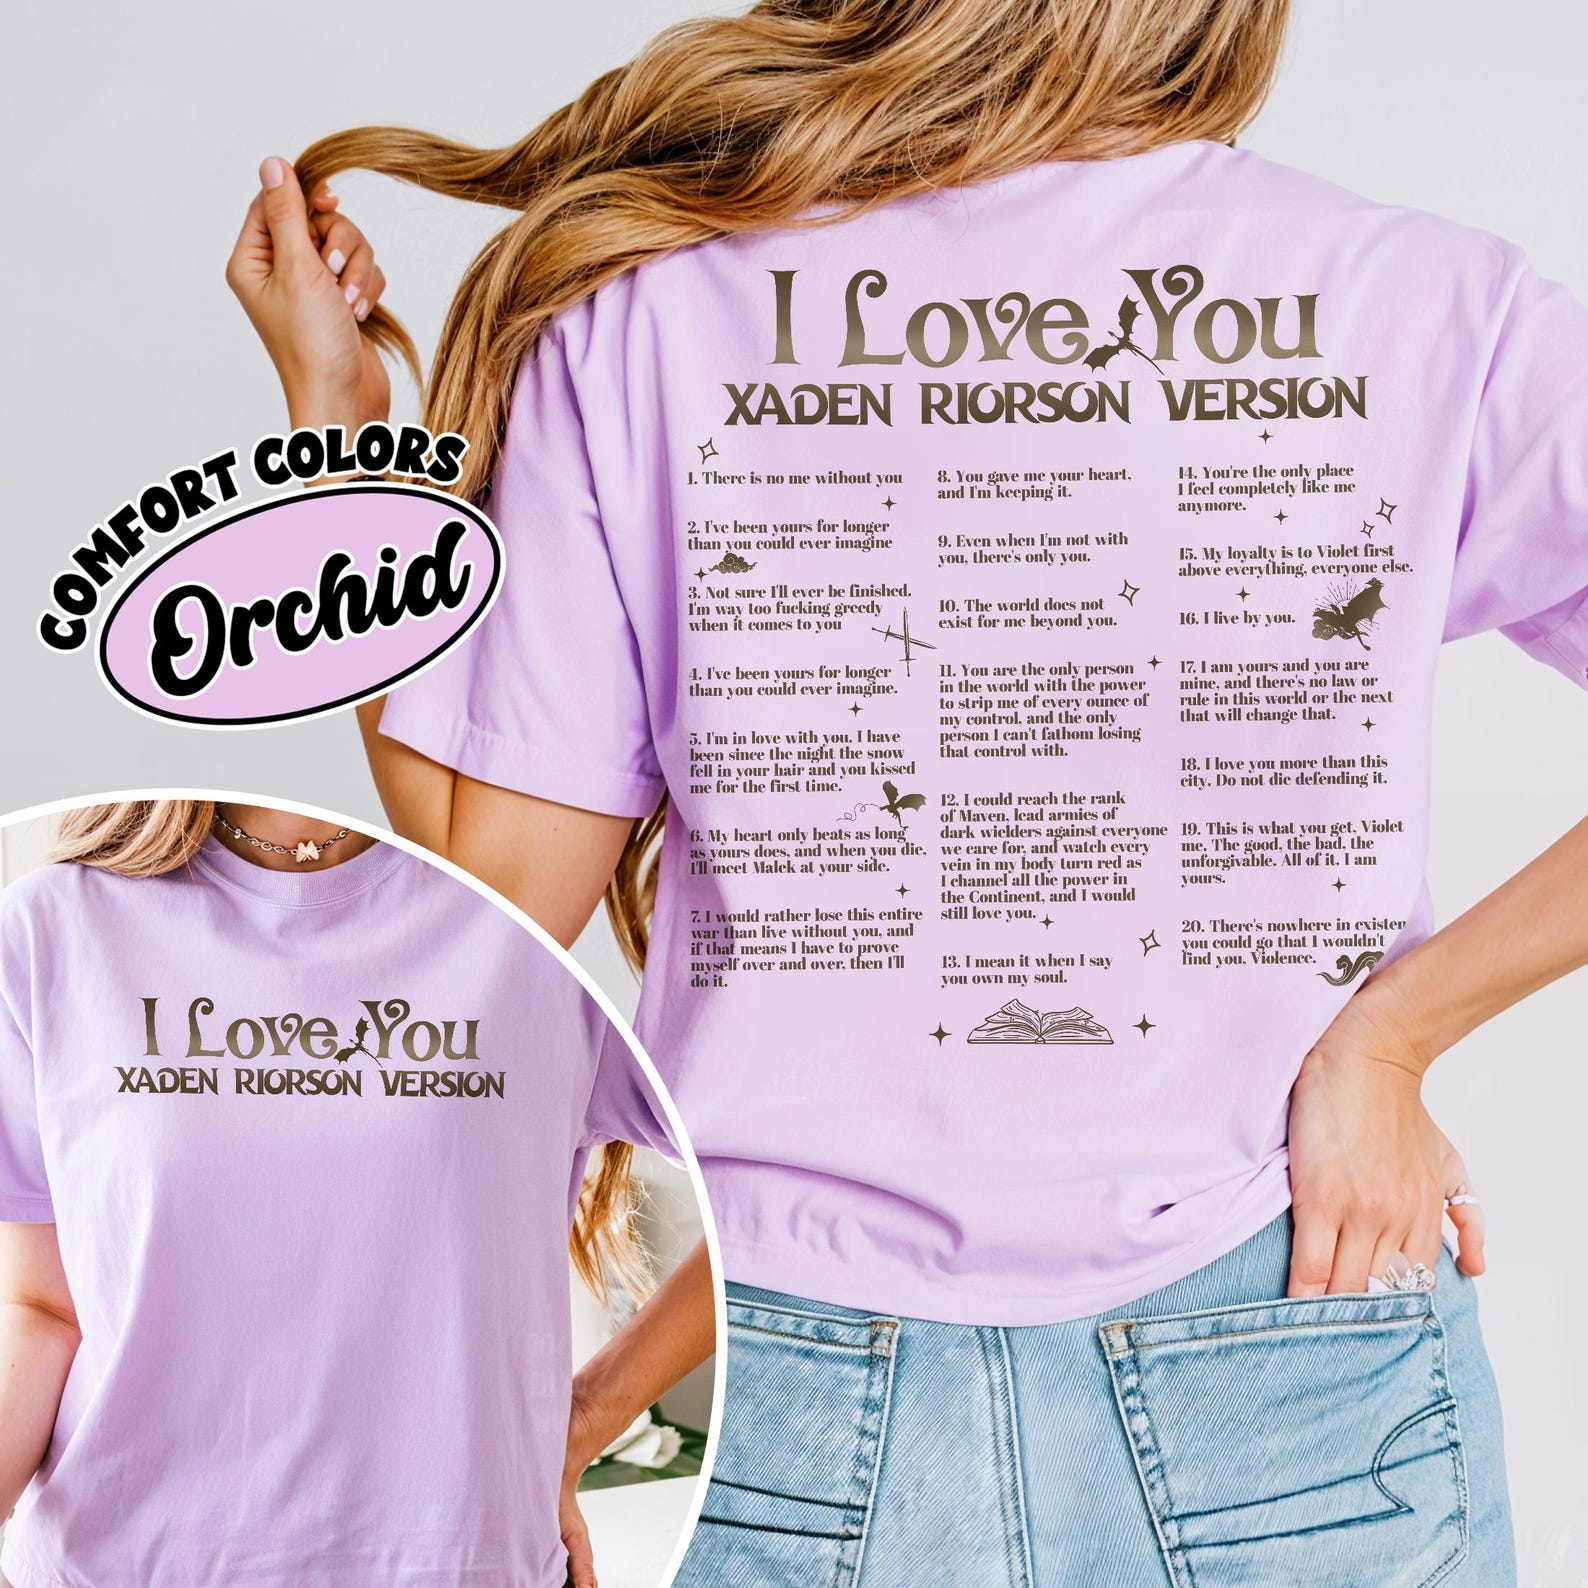 I Love You
XADEN RIORSON VERSION
1. There is no me without you
2. I've been yours for longer
than you could ever imagine
3. Not sure I'll ever be finished.
I'm way too fucking greedy
when it comes to you
4. I've been yours for longer
than you could ever imagine.
5. I'm in love with you. I have
been since the night the snow
fell in your hair and you kissed
me for the first time.
6. My heart only beats as long
as yours does, and when you die,
I'll meet Malek at your side.
7. I would rather lose this entire
war than live without you, and
if that means I have to prove
myself over and over, then I'll
do it.
8. You gave me your heart,
and I'm keeping it.
9. Even when I'm not with
you, there's only you.
10. The world does not
exist for me beyond you.
11. You are the only person
in the world with the power
to strip me of every ounce of
my control, and the only
person I can't fathom losing
that control with.
12. I could reach the rank
of Maven, lead armies of
dark wielders against everyone
we care for, and watch every
vein in my body turn red as
I channel all the power in
the Continent, and I would
still love you.
13. I mean it when I say
you own my soul.
14. You're the only place
I feel completely like me
anymore.
15. My loyalty is to Violet first
above everything, everyone else.
16. I live by you.
17. I am yours and you are
mine, and there's no law or
rule in this world or the next
that will change that.
18. I love you more than this
city. Do not die defending it.
19. This is what you get, Violet
me. The good, the bad, the
unforgivable. All of it. I am
yours.
20. There's nowhere in existen
you could go that I wouldn't
find you, Violence.
COMFORT COLORS
Orchid
I Love You
XADEN RIORSON VERSION